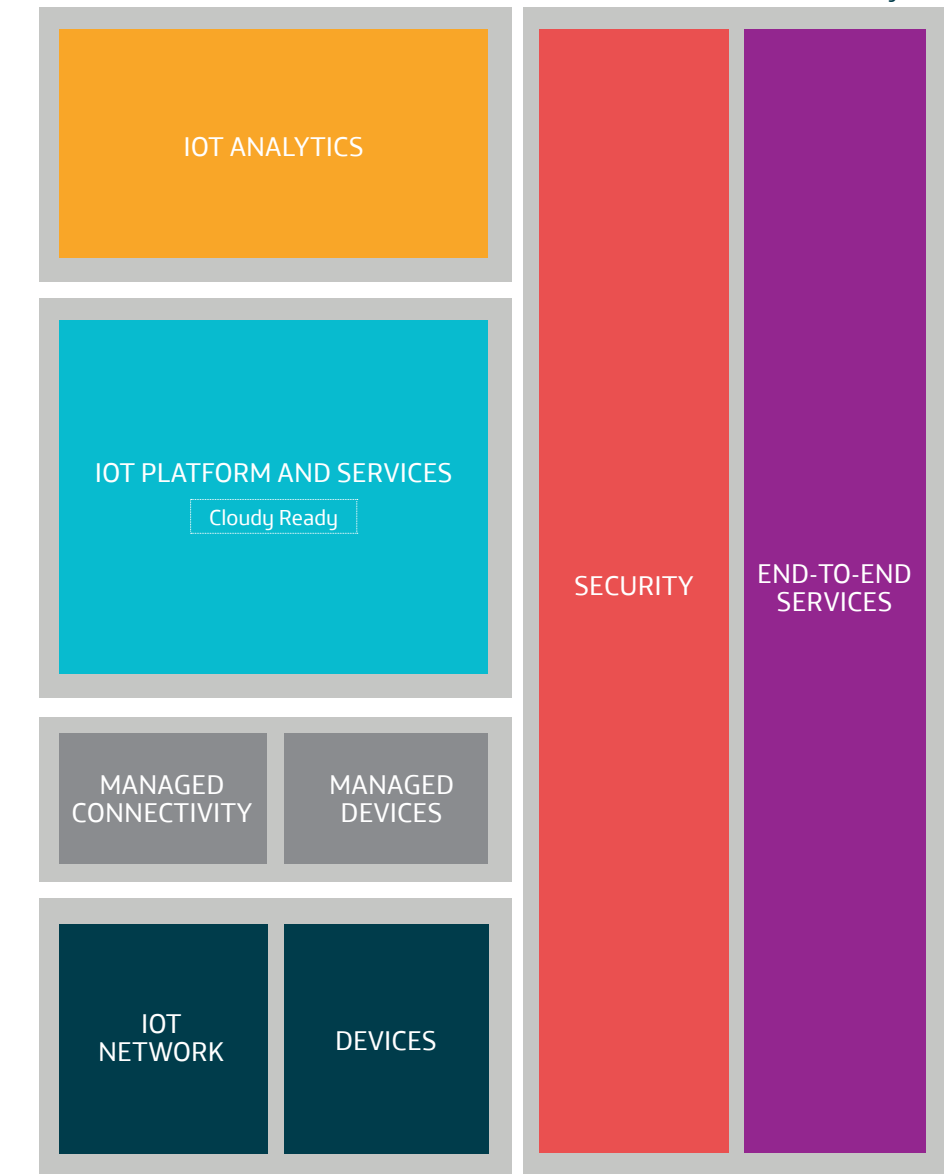 IOT ANALYTICS
IOT PLATFORM AND SERVICES
Cloudy Ready
MANAGED
CONNECTIVITY
MANAGED
DEVICES
IOT
NETWORK
DEVICES
SECURITY
END-TO-END
SERVICES